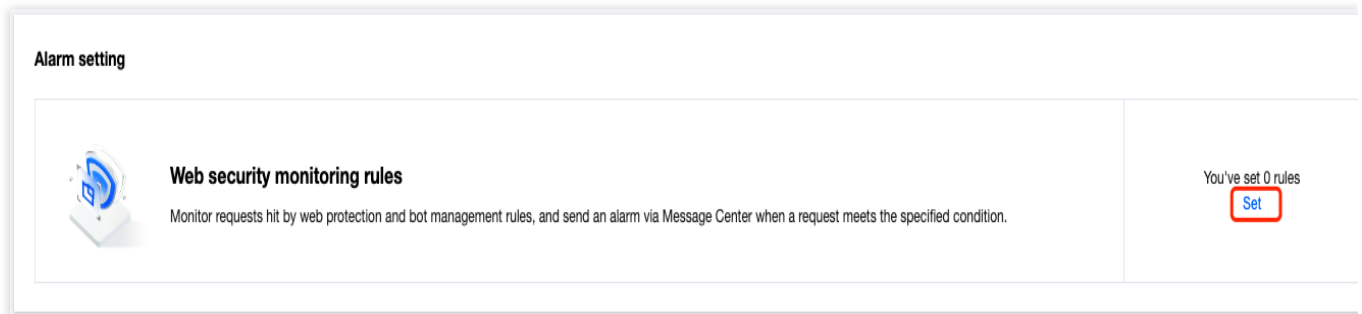 Alarm setting
Web security monitoring rules
Monitor requests hit by web protection and bot management rules, and send an alarm via Message Center when a request meets the specified condition.
You've set 0 rules
Set